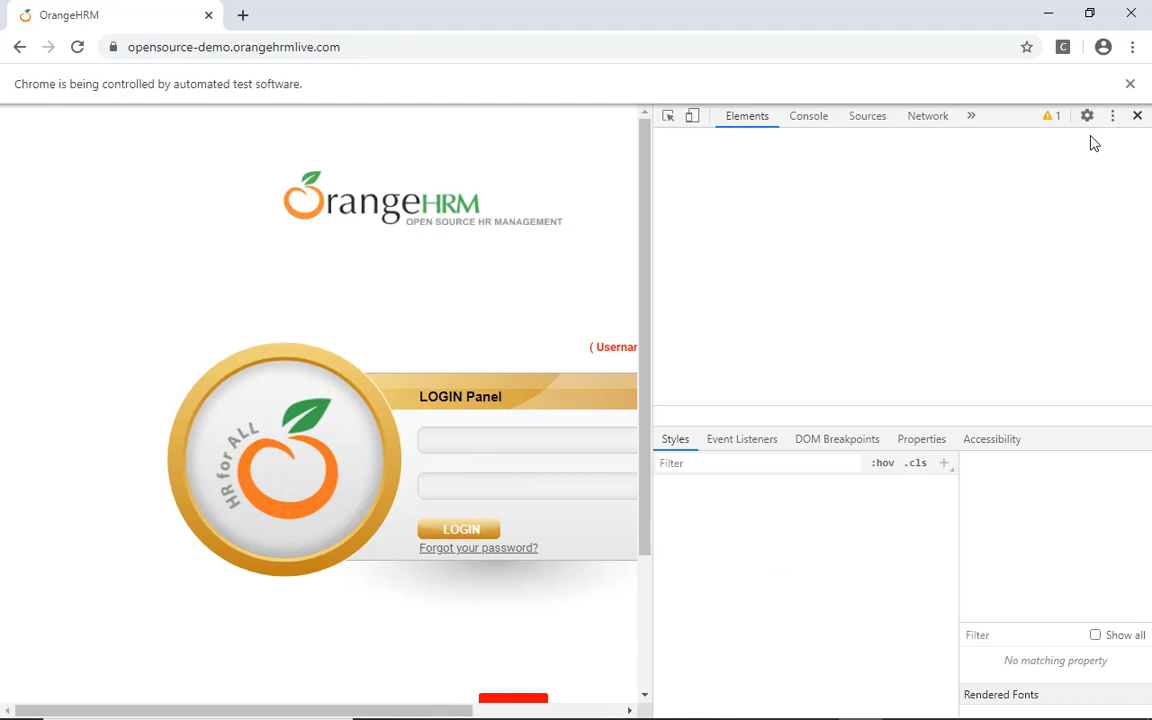 OrangeHRM
opensource-demo.orangehrmlive.com
C
Chrome is being controlled by automated test software.
Elements Console Sources Network » 1
OrangeHRM
OPEN SOURCE HR MANAGEMENT
( Usernar
LOGIN Panel
HR for ALL
LOGIN
Forgot your password?
Styles Event Listeners DOM Breakpoints Properties Accessibility
Filter :hov .cls +
Filter Show all
No matching property
Rendered Fonts